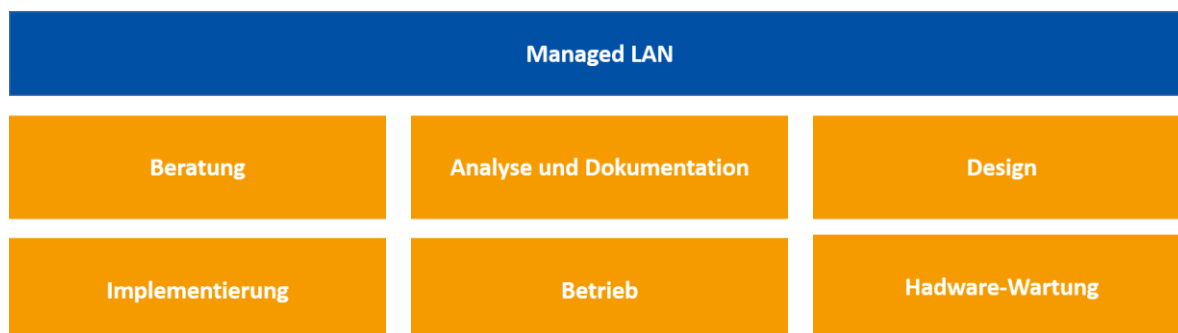 Managed LAN
Beratung
Analyse und Dokumentation
Design
Implementierung
Betrieb
Hadware-Wartung